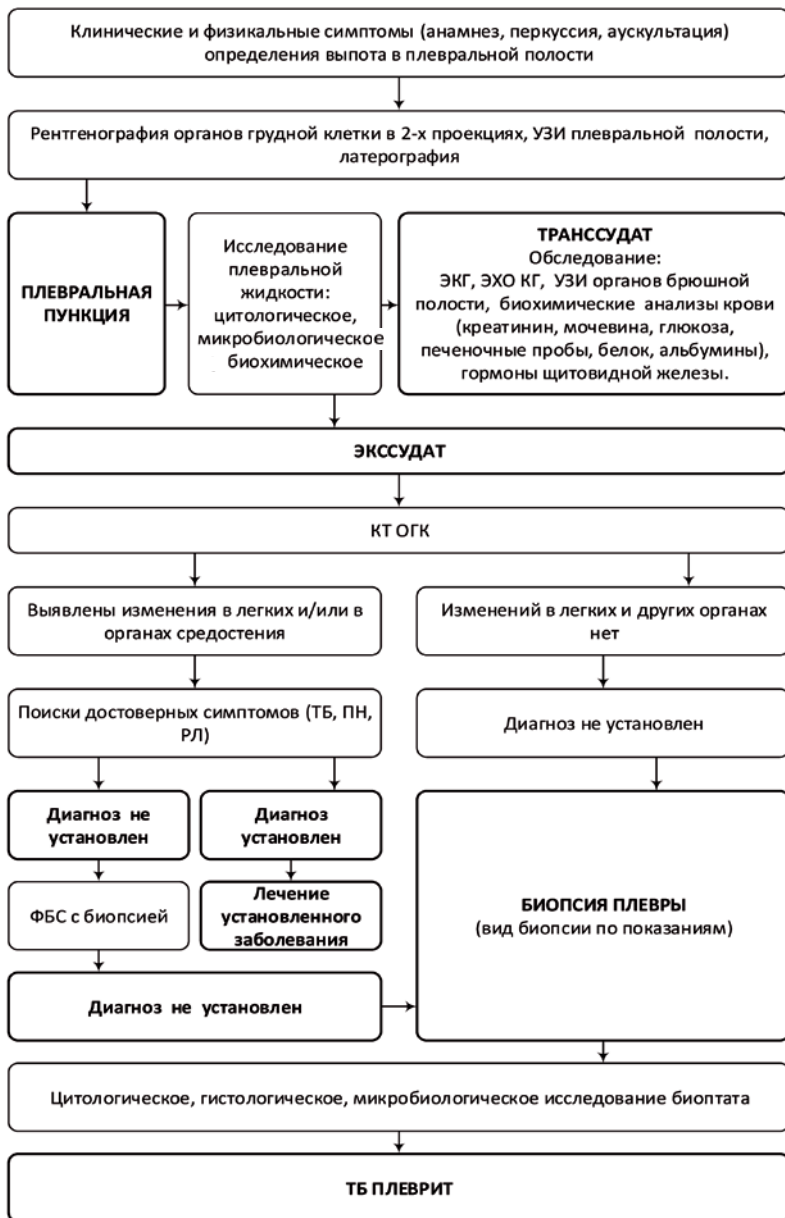 Клинические и физикальные симптомы (анамнез, перкуссия, аускультация)
определения выпота в плевральной полости
Рентгенография органов грудной клетки в 2-х проекциях, УЗИ плевральной полости,
латерография
ПЛЕВРАЛЬНАЯ
ПУНКЦИЯ
Исследование
плевральной
жидкости:
цитологическое,
микробиологическое
биохимическое
ТРАНССУДАТ
Обследование:
ЭКГ, ЭХО КГ, УЗИ органов брюшной
полости, биохимические анализы крови
(креатинин, мочевина, глюкоза,
печеночные пробы, белок, альбумины),
гормоны щитовидной железы.
ЭКССУДАТ
КТ ОГК
Выявлены изменения в легких и/или в
органах средостения
Изменений в легких и других органах
нет
Поиски достоверных симптомов (ТБ, ПН,
РЛ)
Диагноз не установлен
Диагноз не
установлен
Диагноз
установлен
ФБС с биопсией
Лечение
установленного
заболевания
БИОПСИЯ ПЛЕВРЫ
(вид биопсии по показаниям)
Диагноз не установлен
Цитологическое, гистологическое, микробиологическое исследование биоптата
ТБ ПЛЕВРИТ